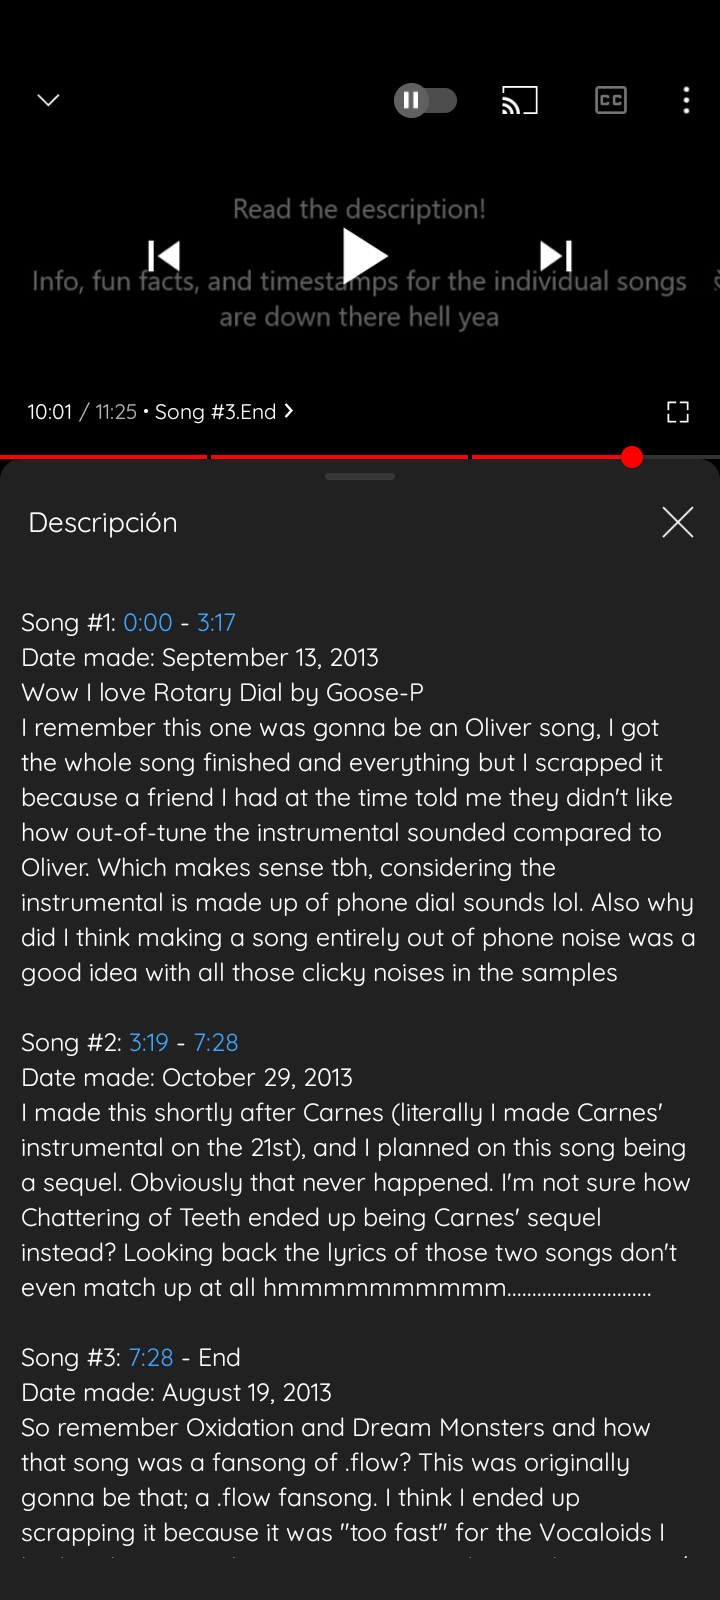 CC
Read the description!
Info, fun facts, and timestamps for the individual songs
are down there hell yea
10:01 / 11:25 • Song #3.End
Descripción
Song #1: 0:00 - 3:17
Date made: September 13, 2013
Wow I love Rotary Dial by Goose-P
I remember this one was gonna be an Oliver song, I got
the whole song finished and everything but I scrapped it
because a friend I had at the time told me they didn't like
how out-of-tune the instrumental sounded compared to
Oliver. Which makes sense tbh, considering the
instrumental is made up of phone dial sounds lol. Also why
did I think making a song entirely out of phone noise was a
good idea with all those clicky noises in the samples
Song #2: 3:19 - 7:28
Date made: October 29, 2013
I made this shortly after Carnes (literally I made Carnes'
instrumental on the 21st), and I planned on this song being
a sequel. Obviously that never happened. I'm not sure how
Chattering of Teeth ended up being Carnes' sequel
instead? Looking back the lyrics of those two songs don't
even match up at all hmmmmmmmmmm.............................
Song #3: 7:28 - End
Date made: August 19, 2013
So remember Oxidation and Dream Monsters and how
that song was a fansong of .flow? This was originally
gonna be that; a .flow fansong. I think I ended up
scrapping it because it was "too fast" for the Vocaloids I